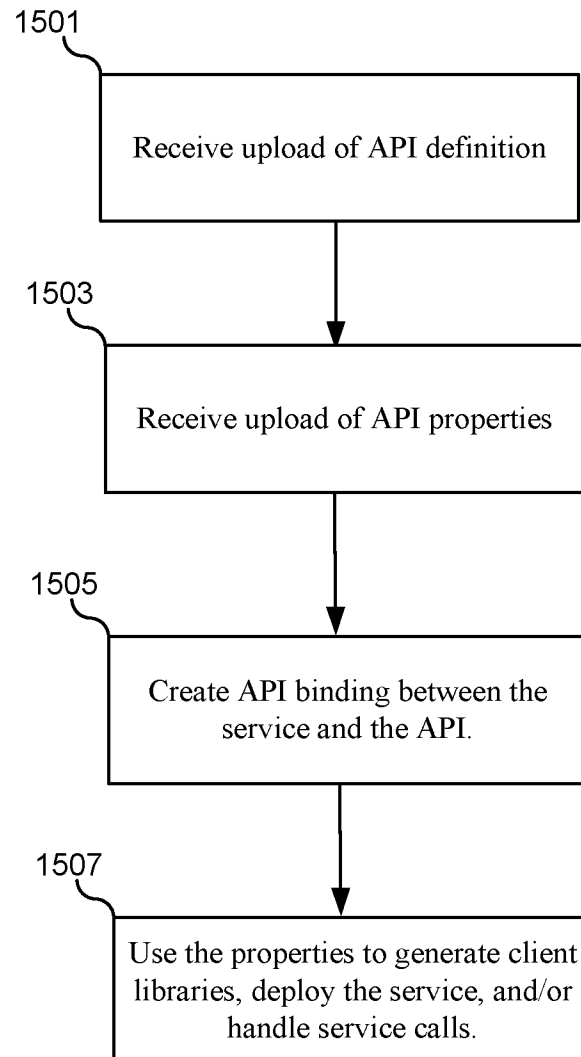 1501
Receive upload of API definition
1503
Receive upload of API properties
1505
Create API binding between the
service and the API.
1507
Use the properties to generate client
libraries, deploy the service, and/or
handle service calls.